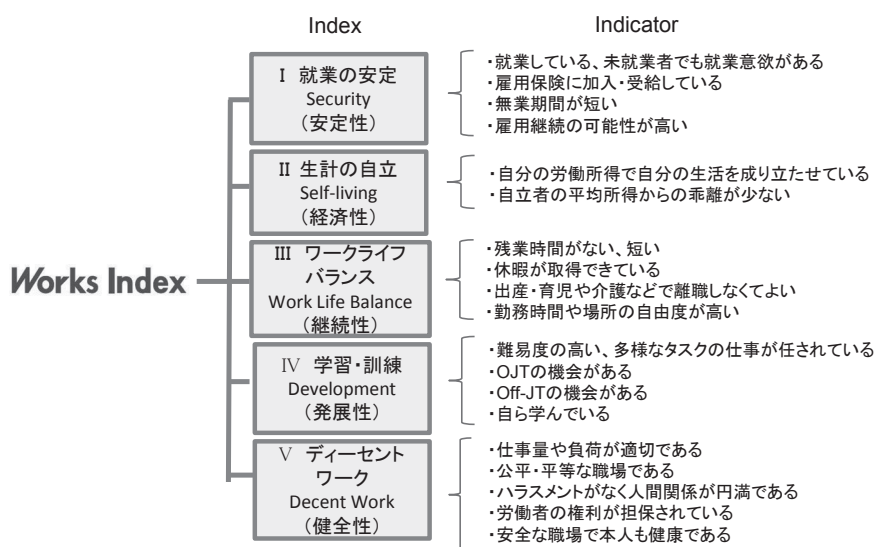 Index
Indicator
Works Index
Ⅰ 就業の安定
Security
（安定性）
・就業している、未就業者でも就業意欲がある
・雇用保険に加入・受給している
・無業期間が短い
・雇用継続の可能性が高い
Ⅱ 生計の自立
Self-living
（経済性）
・自分の労働所得で自分の生活を成り立たせている
・自立者の平均所得からの乖離が少ない
Ⅲ ワークライフ
バランス
Work Life Balance
（継続性）
・残業時間がない、短い
・休暇が取得できている
・出産・育児や介護などで離職しなくてよい
・勤務時間や場所の自由度が高い
Ⅳ 学習・訓練
Development
（発展性）
・難易度の高い、多様なタスクの仕事が任されている
・OJTの機会がある
・Off-JTの機会がある
・自ら学んでいる
Ⅴ ディーセント
ワーク
Decent Work
（健全性）
・仕事量や負荷が適切である
・公平・平等な職場である
・ハラスメントがなく人間関係が円満である
・労働者の権利が担保されている
・安全な職場で本人も健康である